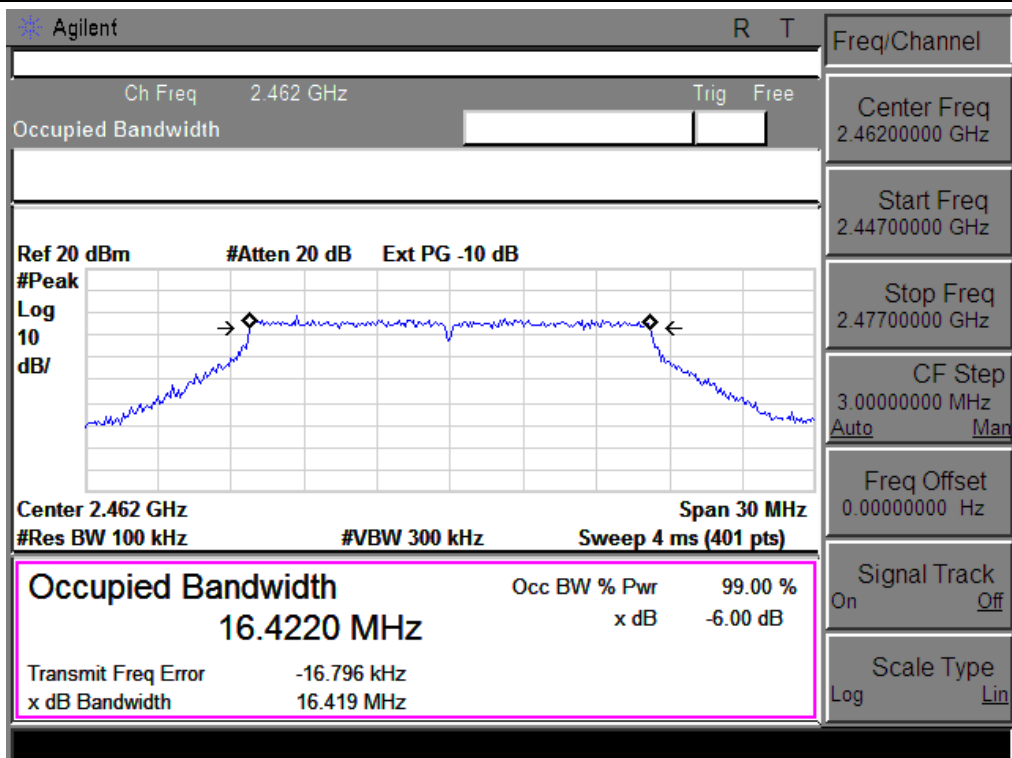 Agilent R T
Freq/Channel
Ch Freq 2.462 GHz Trig Free
Occupied Bandwidth
Center Freq
2.46200000 GHz
Start Freq
2.44700000 GHz
Ref 20 dBm #Atten 20 dB Ext PG -10 dB
#Peak
Log
10
dB/
Stop Freq
2.47700000 GHz
CF Step
3.00000000 MHz
Auto Man
Freq Offset
0.00000000 Hz
Center 2.462 GHz Span 30 MHz
#Res BW 100 kHz #VBW 300 kHz Sweep 4 ms (401 pts)
Occupied Bandwidth Occ BW % Pwr 99.00 %
16.4220 MHz x dB -6.00 dB
Transmit Freq Error -16.796 kHz
x dB Bandwidth 16.419 MHz
Signal Track
On Off
Scale Type
Log Lin